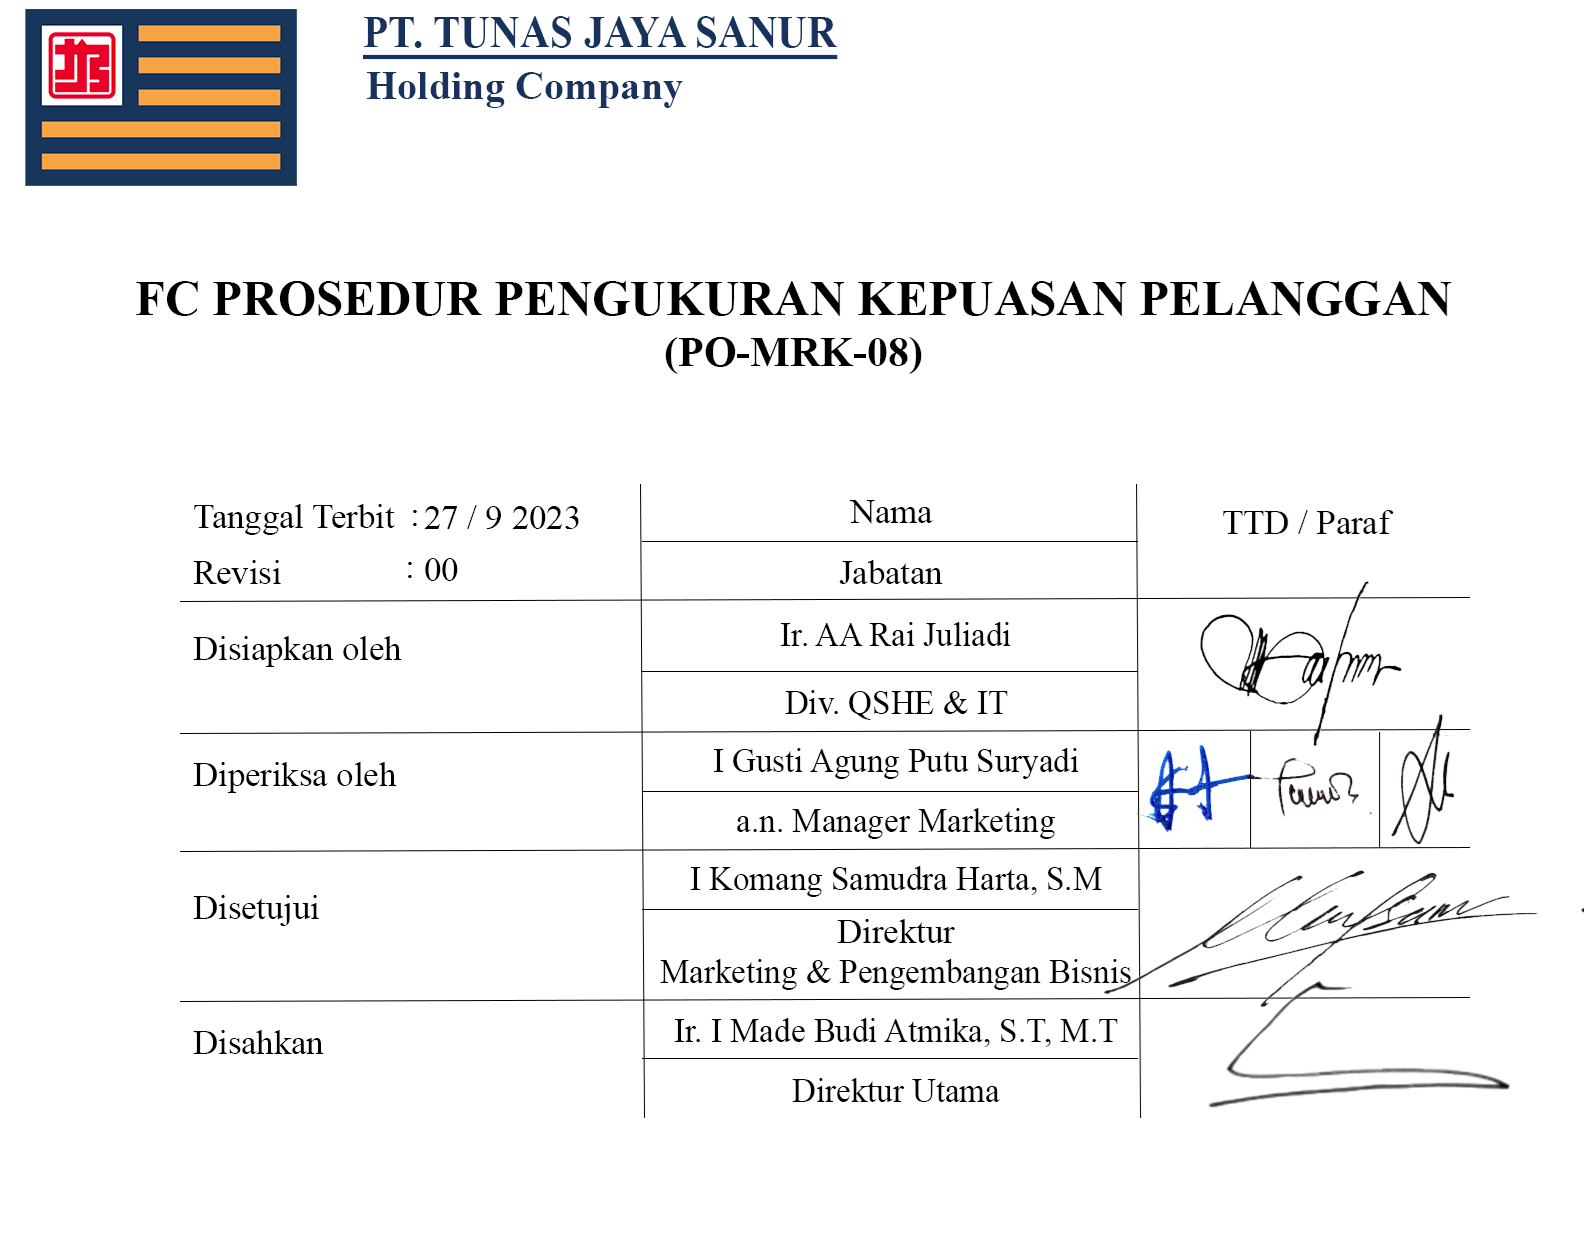 PT. TUNAS JAYA SANUR
Holding Company
FC PROSEDUR PENGUKURAN KEPUASAN PELANGGAN
(PO-MRK-08)
Tanggal Terbit : 27 / 9 2023
Revisi : 00
Nama
Jabatan
TTD / Paraf
Disiapkan oleh
Ir. AA Rai Juliadi
Div. QSHE & IT
Diperiksa oleh
I Gusti Agung Putu Suryadi
a.n. Manager Marketing
Disetujui
I Komang Samudra Harta, S.M
Direktur
Marketing & Pengembangan Bisnis
Disahkan
Ir. I Made Budi Atmika, S.T, M.T
Direktur Utama